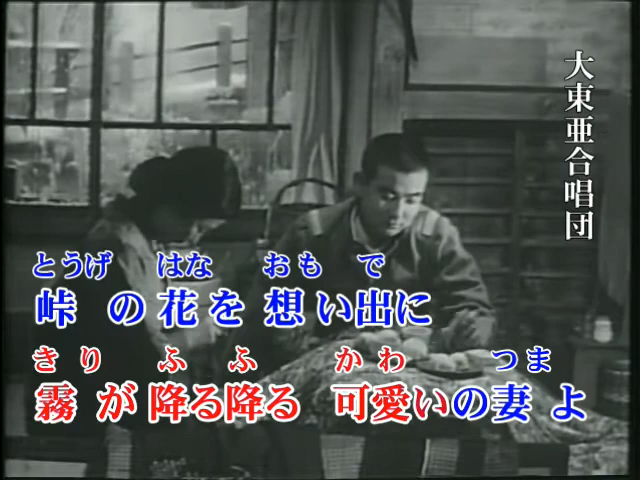 大東亜合唱団
とうげ はな おも で
峠の花を想い出に
きり ふ ふ かわ つま
霧が降る降る 可愛いの妻よ